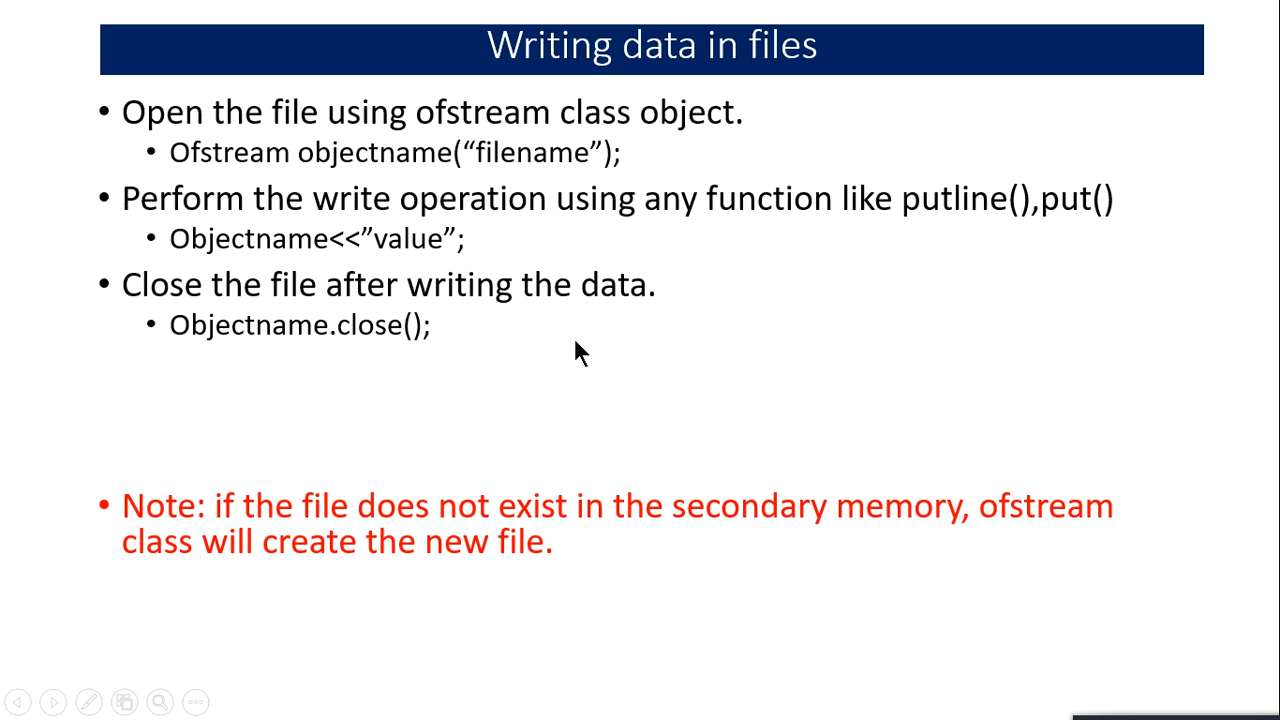 Writing data in files
• Open the file using ofstream class object.
• Ofstream objectname(“filename”);
• Perform the write operation using any function like putline(),put()
• Objectname<<”value”;
• Close the file after writing the data.
• Objectname.close();
• Note: if the file does not exist in the secondary memory, ofstream
class will create the new file.